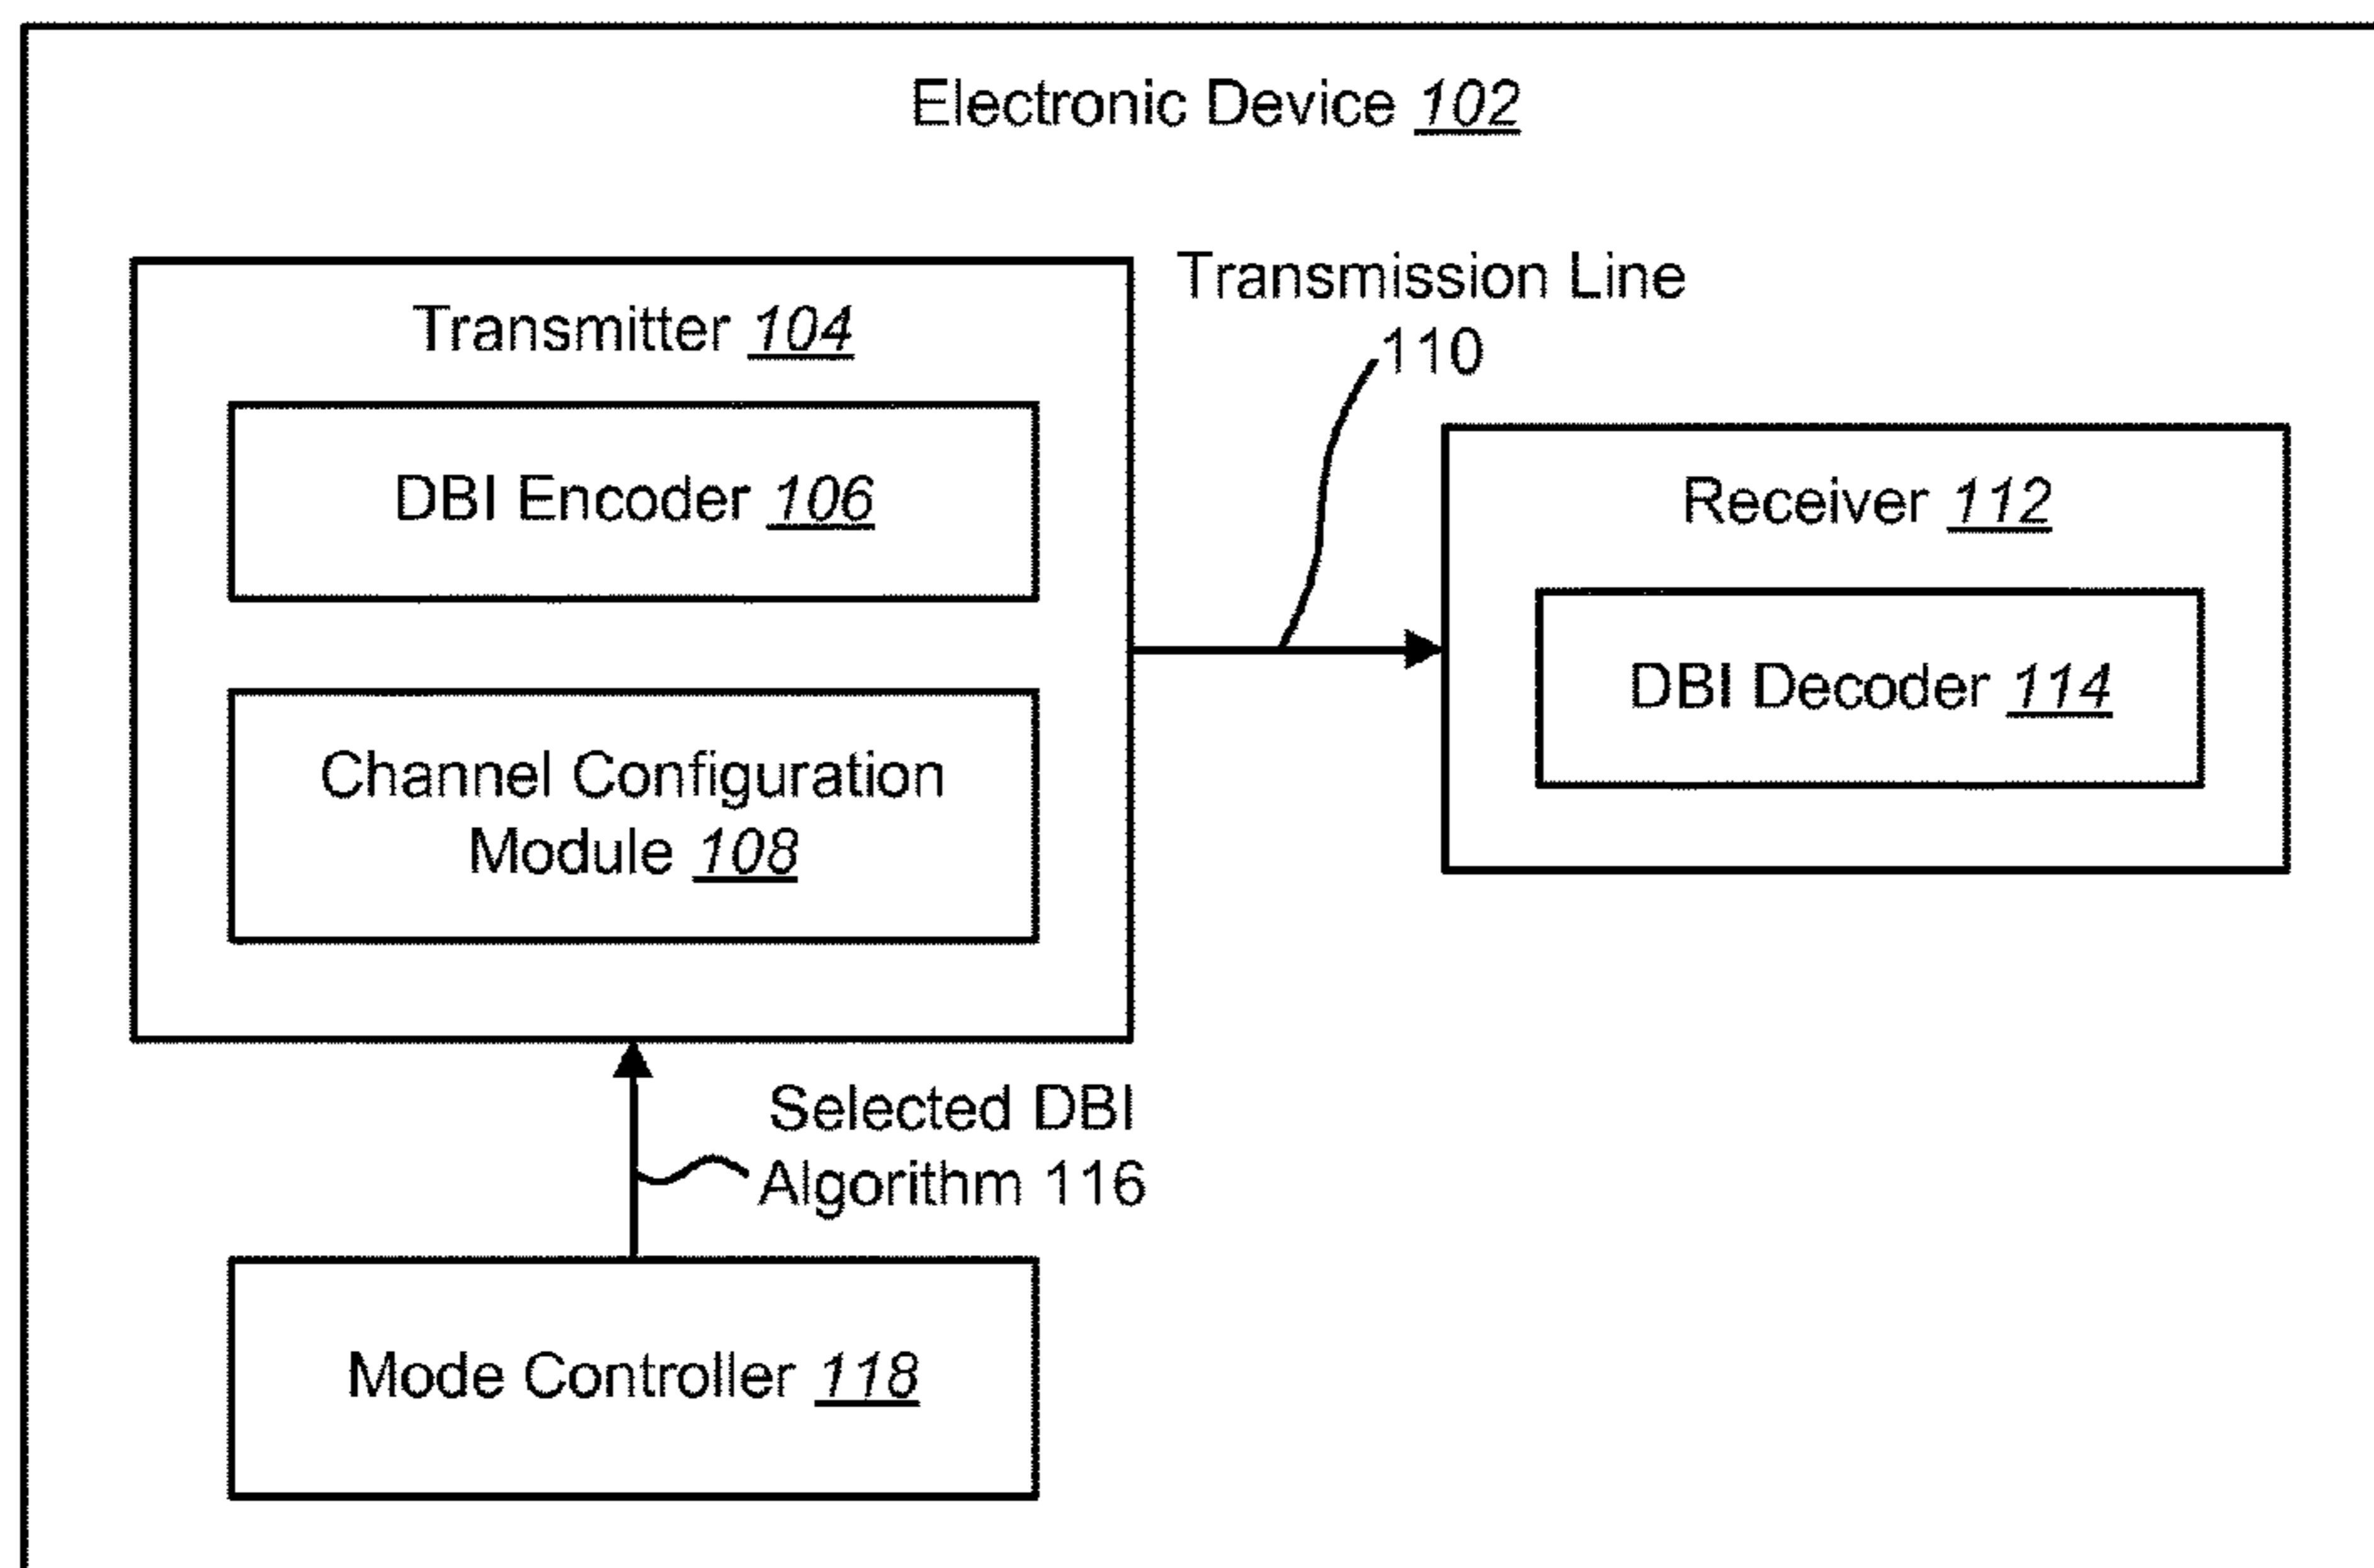 Electronic Device 102
Transmitter 104
DBI Encoder 106
Channel Configuration
Module 108
Transmission Line
110
Receiver 112
DBI Decoder 114
Selected DBI
Algorithm 116
Mode Controller 118